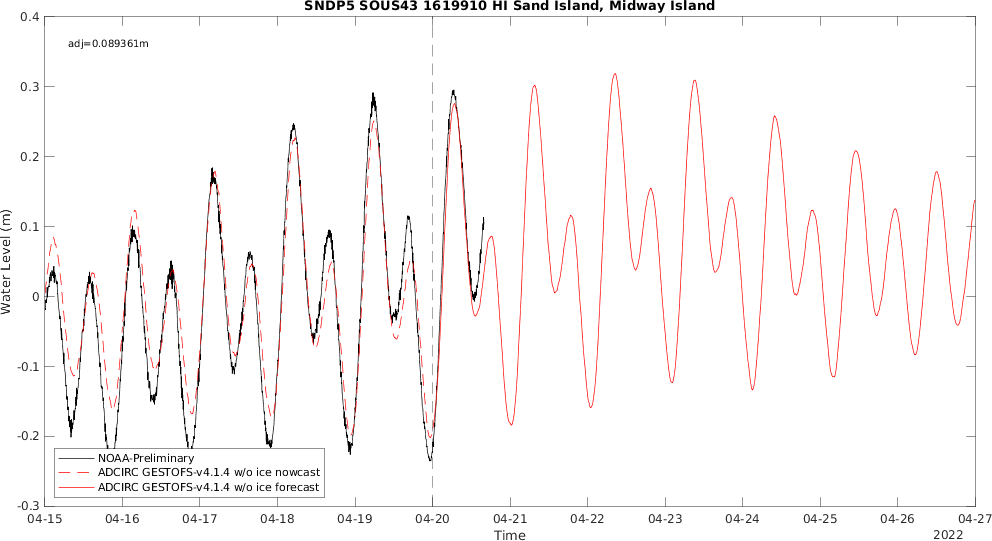 SNDP5 SOUS43 1619910 HI Sand Island, Midway Island
adj=0.089361m
0.4
0.3
0.2
0.1
0
-0.1
-0.2
-0.3
Water Level (m)
NOAA-Preliminary
ADCIRC GESTOFS-v4.1.4 w/o ice nowcast
ADCIRC GESTOFS-v4.1.4 w/o ice forecast
04-15 04-16 04-17 04-18 04-19 04-20 04-21 04-22 04-23 04-24 04-25 04-26 04-27
Time
2022